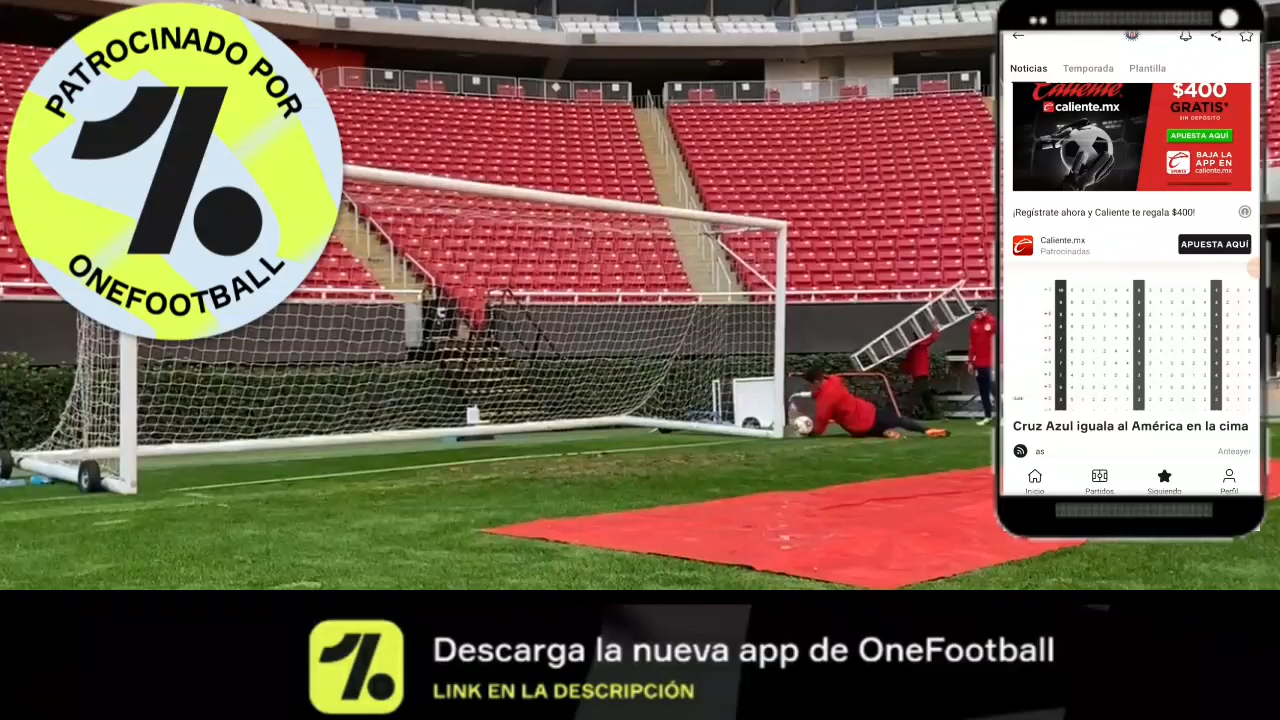 PATROCINADO POR
ONEFOOTBALL
Noticias Temporada Plantilla
Caliente
caliente.mx
$400
GRATIS*
SIN DEPÓSITO
APUESTA AQUÍ
BAJA LA
APP EN
caliente.mx
¡Regístrate ahora y Caliente te regala $400!
Caliente.mx
Patrocinadas
APUESTA AQUÍ
Cruz Azul iguala al América en la cima
as Anteayer
Inicio Partidos Siguiendo Perfil
Descarga la nueva app de OneFootball
LINK EN LA DESCRIPCIÓN